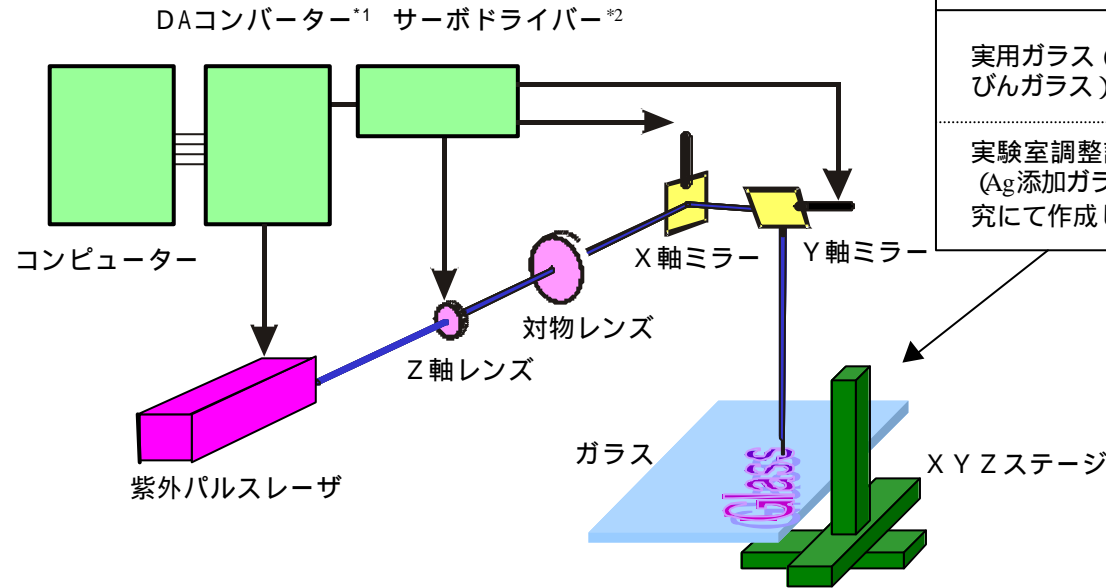 DAコンバーター*1 サーボドライバー*2
実用ガラス(
びんガラス)
実験室調整
(Ag添加ガラ
究にて作成し
コンピューター
X軸ミラー
Y軸ミラー
対物レンズ
Z軸レンズ
紫外パルスレーザ
ガラス
Glass
XYZステージ